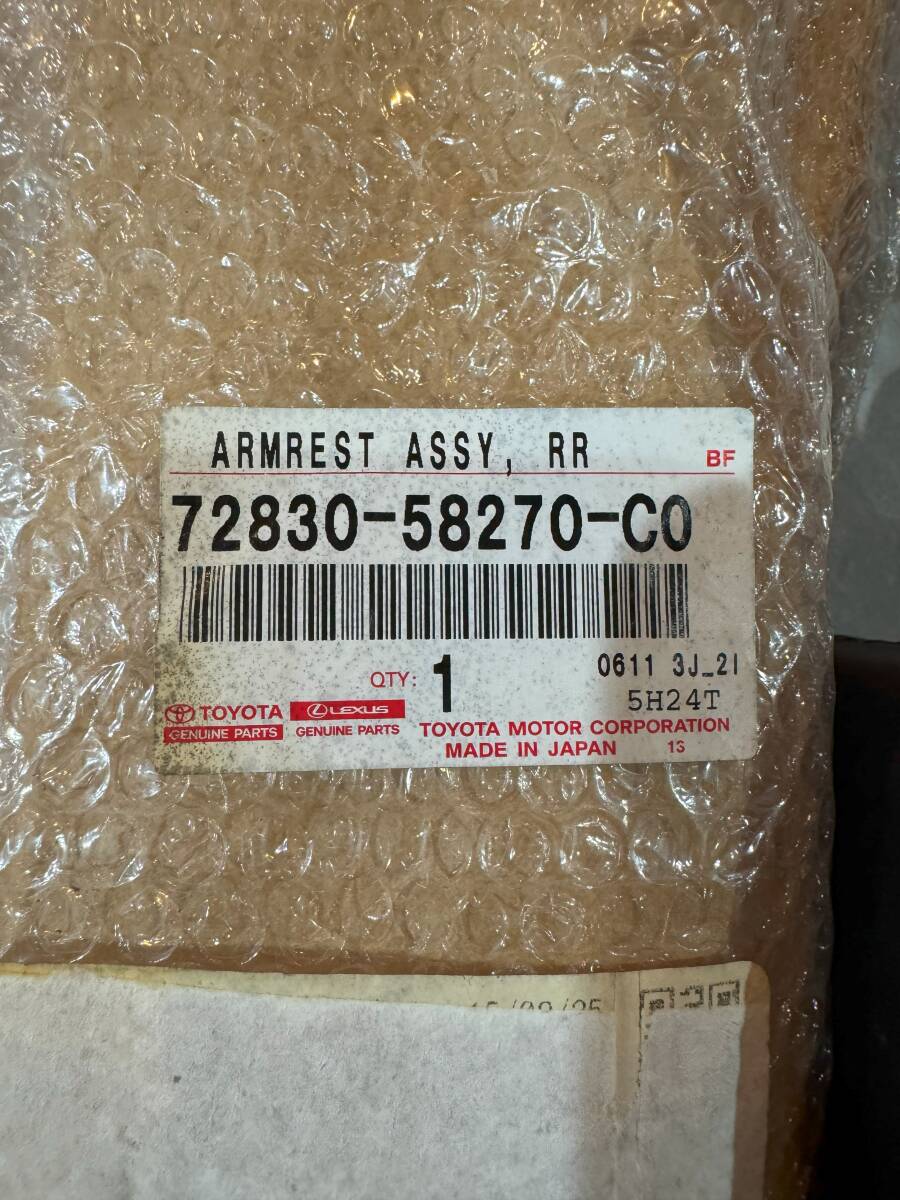 ARMREST ASSY, RR
BF
72830-58270-C0
QTY: 1
0611 3J_2I
5H24T
TOYOTA
GENUINE PARTS
LEXUS
GENUINE PARTS
TOYOTA MOTOR CORPORATION
MADE IN JAPAN
13